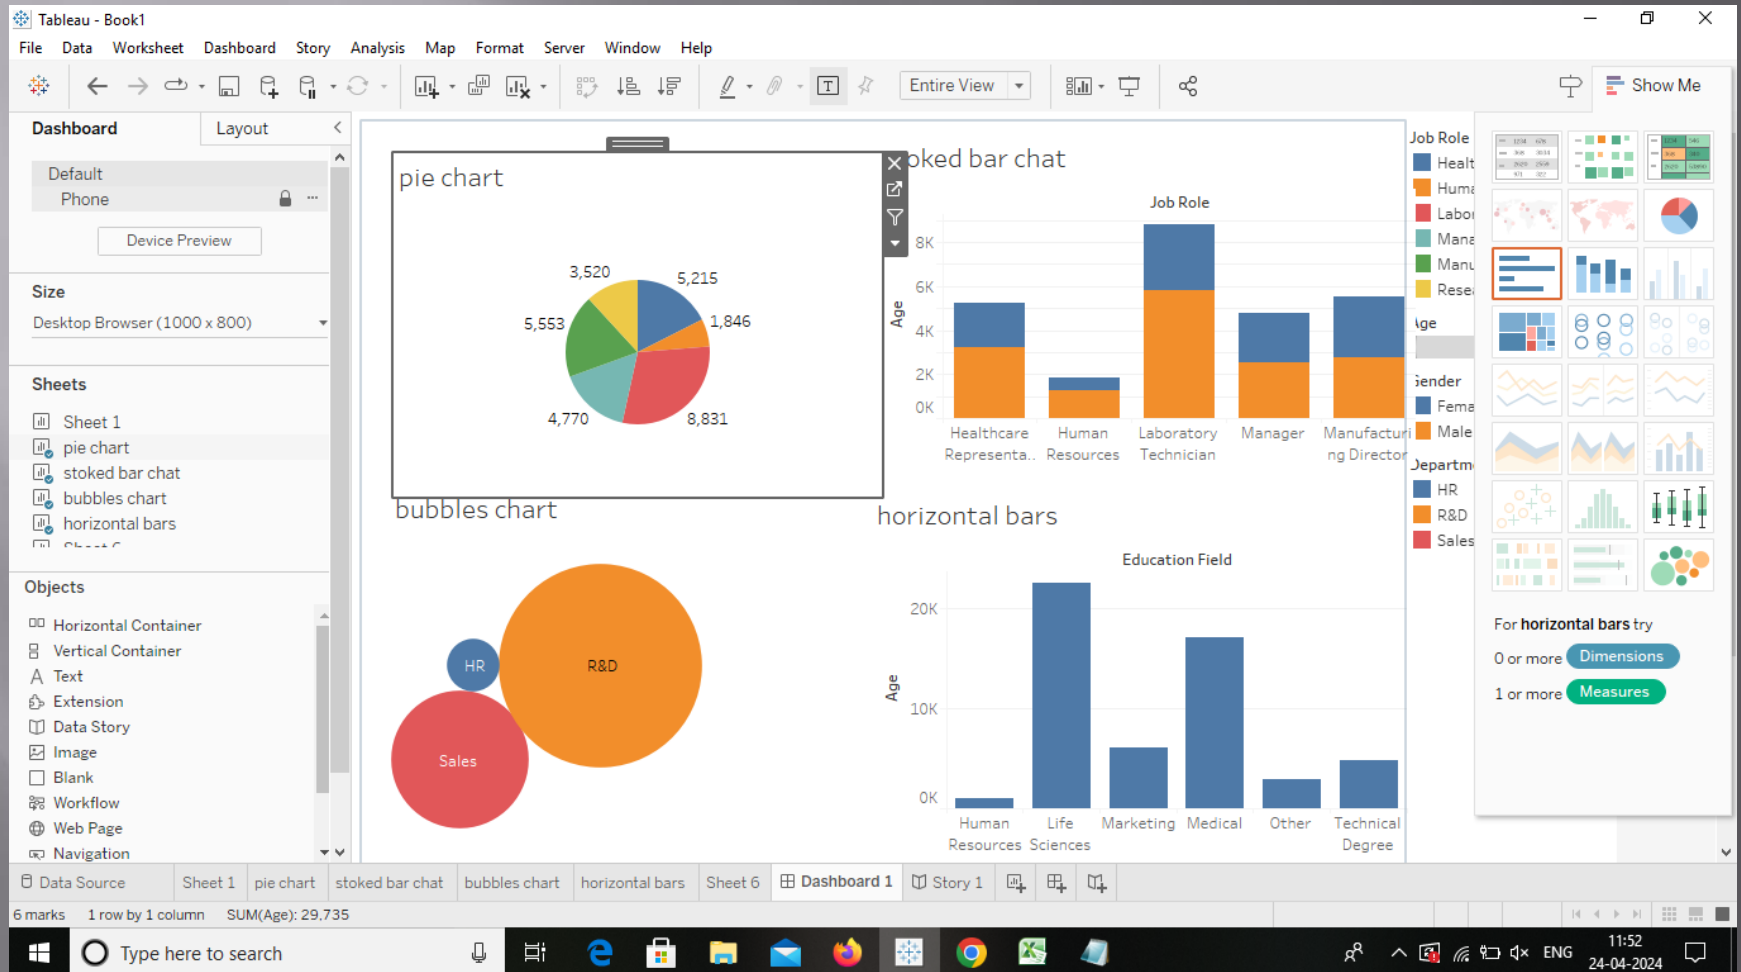 Tableau - Book1
File Data Worksheet Dashboard Story Analysis Map Format Server Window Help
Entire View
Show Me
Dashboard
Layout
Default
Phone
Device Preview
Size
Desktop Browser (1000 x 800)
Sheets
Sheet 1
pie chart
stoked bar chat
bubbles chart
horizontal bars
Objects
Horizontal Container
Vertical Container
Text
Extension
Data Story
Image
Blank
Workflow
Web Page
Navigation
pie chart
3,520
5,215
5,553
1,846
4,770
8,831
oked bar chat
Job Role
8K
6K
4K
2K
0K
Age
Healthcare Representa..
Human Resources
Laboratory Technician
Manager
Manufacturi
ng Director
bubbles chart
HR
R&D
Sales
horizontal bars
Education Field
20K
10K
0K
Age
Human Resources
Life Sciences
Marketing
Medical
Other
Technical Degree
Job Role
Healt
Huma
Labor
Mana
Manu
Resea
Age
Gender
Fema
Male
Departm
HR
R&D
Sales
For horizontal bars try
0 or more Dimensions
1 or more Measures
Data Source
Sheet 1
pie chart
stoked bar chat
bubbles chart
horizontal bars
Sheet 6
Dashboard 1
Story 1
6 marks 1 row by 1 column SUM(Age): 29,735
Type here to search
ENG
11:52
24-04-2024